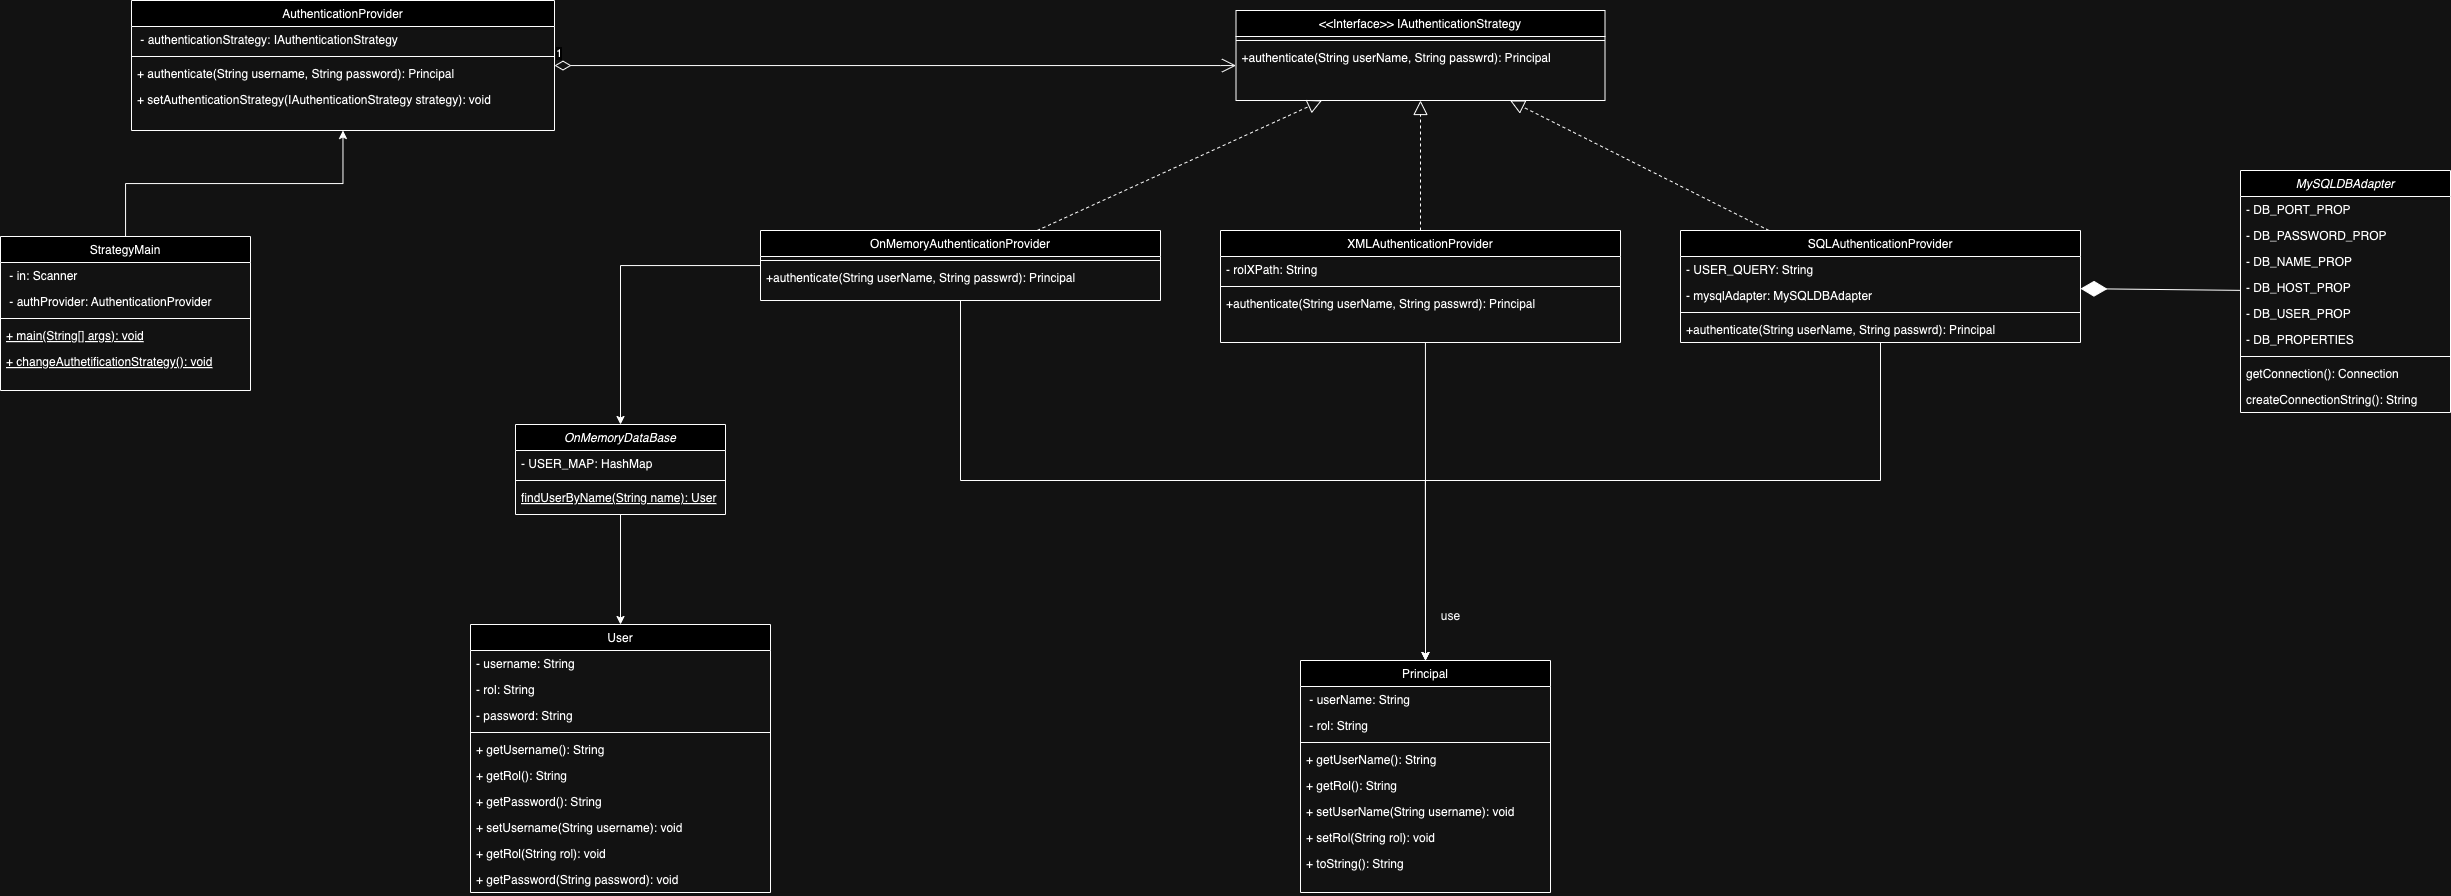 AuthenticationProvider
- authenticationStrategy: IAuthenticationStrategy
+ authenticate(String username, String password): Principal
+ setAuthenticationStrategy(IAuthenticationStrategy strategy): void
1
<<Interface>> IAuthenticationStrategy
+authenticate(String userName, String passwrd): Principal
StrategyMain
- in: Scanner
- authProvider: AuthenticationProvider
+ main(String[] args): void
+ changeAuthetificationStrategy(): void
OnMemoryAuthenticationProvider
+authenticate(String userName, String passwrd): Principal
XMLAuthenticationProvider
- rolXPath: String
+authenticate(String userName, String passwrd): Principal
SQLAuthenticationProvider
- USER_QUERY: String
- mysqlAdapter: MySQLDBAdapter
+authenticate(String userName, String passwrd): Principal
MySQLDBAdapter
- DB_PORT_PROP
- DB_PASSWORD_PROP
- DB_NAME_PROP
- DB_HOST_PROP
- DB_USER_PROP
- DB_PROPERTIES
getConnection(): Connection
createConnectionString(): String
OnMemoryDataBase
- USER_MAP: HashMap
findUserByName(String name): User
User
- username: String
- rol: String
- password: String
+ getUsername(): String
+ getRol(): String
+ getPassword(): String
+ setUsername(String username): void
+ getRol(String rol): void
+ getPassword(String password): void
use
Principal
- userName: String
- rol: String
+ getUserName(): String
+ getRol(): String
+ setUserName(String username): void
+ setRol(String rol): void
+ toString(): String